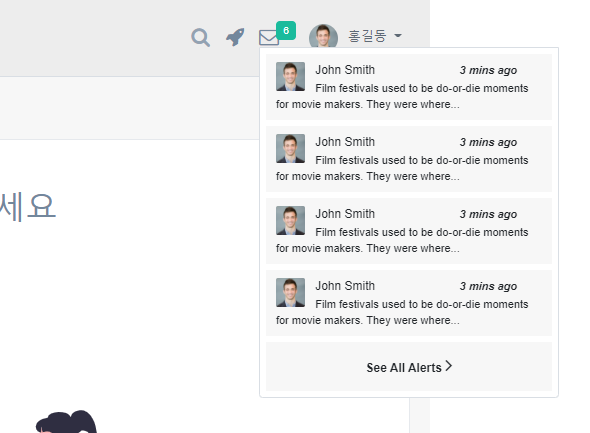 6
홍길동
John Smith 3 mins ago
Film festivals used to be do-or-die moments
for movie makers. They were where...
John Smith 3 mins ago
Film festivals used to be do-or-die moments
for movie makers. They were where...
세요
John Smith 3 mins ago
Film festivals used to be do-or-die moments
for movie makers. They were where...
John Smith 3 mins ago
Film festivals used to be do-or-die moments
for movie makers. They were where...
See All Alerts